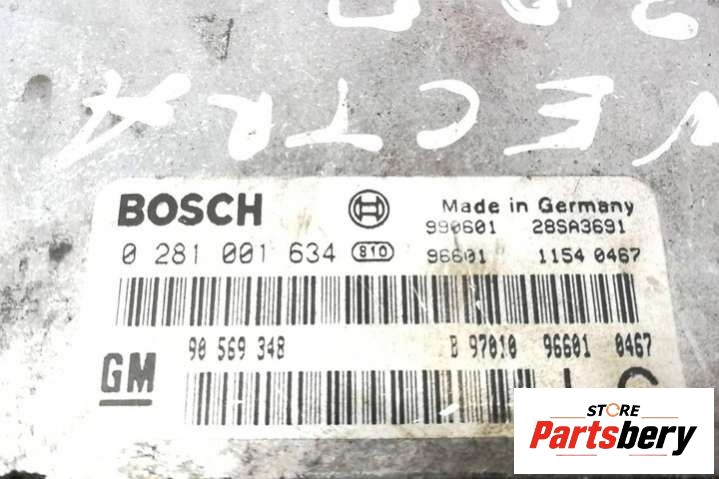 VECTRA
BOSCH
Made in Germany
990601 28SA3691
0 281 001 634 810 96601 1154 0467
90 569 348 B 97010 96601 0467
GM
STORE
Partsbery